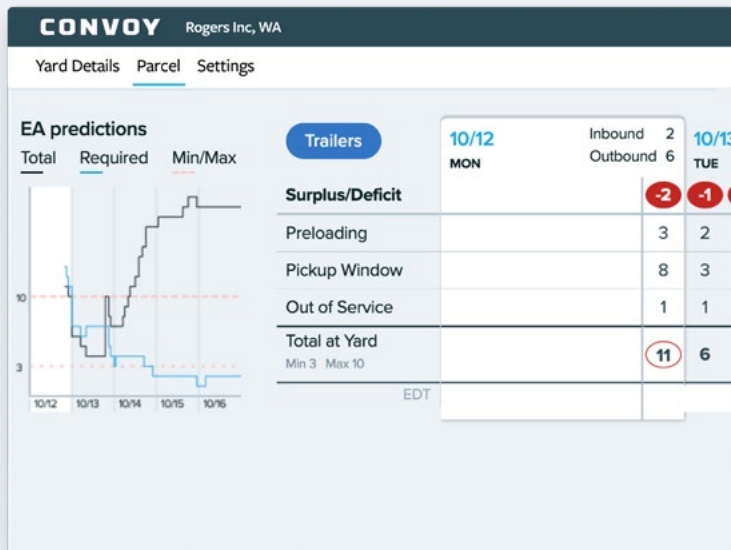 CONVOY Rogers Inc, WA
Yard Details Parcel Settings
EA predictions
Total Required Min/Max
10
3
10/12 10/13 10/14 10/15 10/16
Trailers
10/12
MON
Inbound 2
Outbound 6
10/13
TUE
Surplus/Deficit -2 -1
Preloading 3 2
Pickup Window 8 3
Out of Service 1 1
Total at Yard 11 6
Min 3 Max 10
EDT